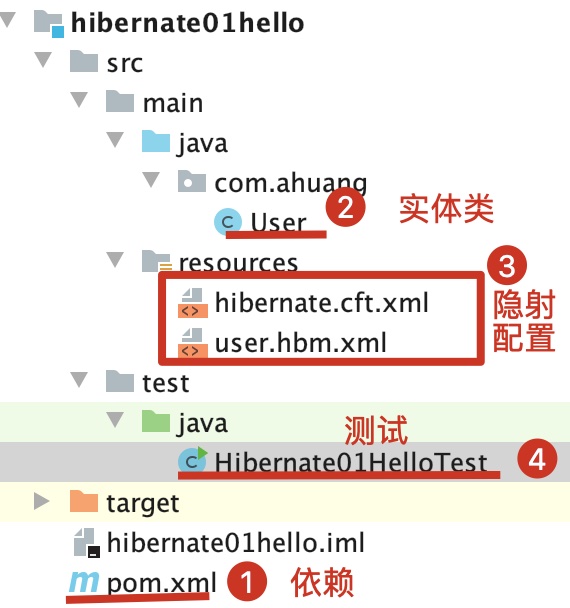 hibernate01hello
src
main
java
com.ahuang
User 2 实体类
resources
3
hibernate.cft.xml
隐射
user.hbm.xml
配置
test
java
测试
Hibernate01HelloTest 4
target
hibernate01hello.iml
pom.xml 1 依赖